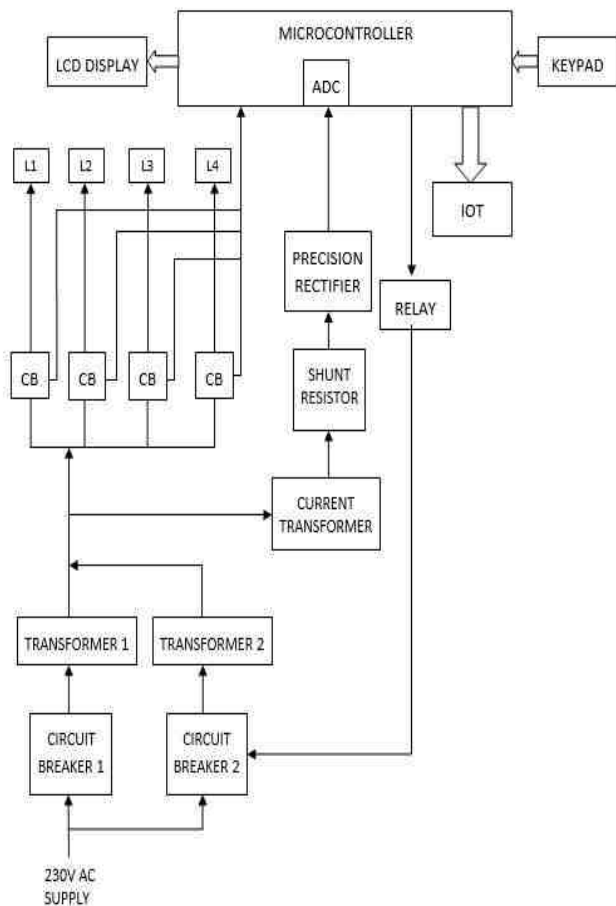 MICROCONTROLLER
LCD DISPLAY
ADC
KEYPAD
L1
L2
L3
L4
IOT
PRECISION
RECTIFIER
RELAY
CB
CB
CB
CB
SHUNT
RESISTOR
CURRENT
TRANSFORMER
TRANSFORMER 1
TRANSFORMER 2
CIRCUIT
BREAKER 1
CIRCUIT
BREAKER 2
230V AC
SUPPLY